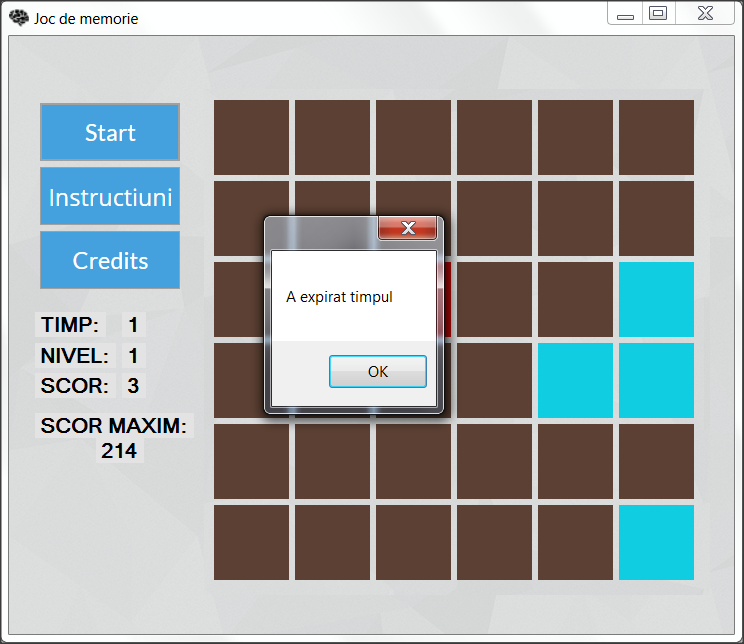 Joc de memorie
Start
Instructiuni
Credits
TIMP: 1
NIVEL: 1
SCOR: 3
SCOR MAXIM:
214
A expirat timpul
OK